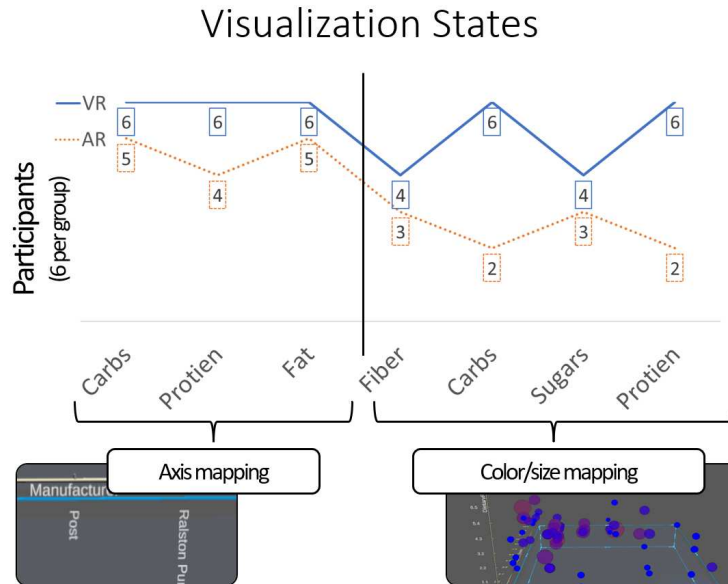 Visualization States
VR
AR
6
6
6
4
6
4
6
5
4
5
3
2
3
2
Participants
(6 per group)
Carbs
Protien
Fat
Fiber
Carbs
Sugars
Protien
Axis mapping
Color/size mapping
Manufactur
Post
Ralston Pu